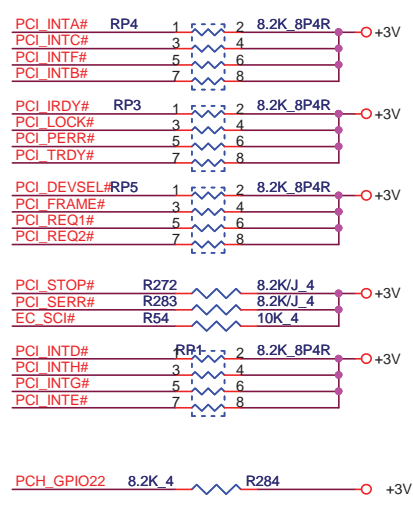 PCI_INTA# RP4 1 2 8.2K_8P4R
PCI_INTC# 3 4 +3V
PCI_INTF# 5 6
PCI_INTB# 7 8
PCI_IRDY# RP3 1 2 8.2K_8P4R
PCI_LOCK# 3 4 +3V
PCI_PERR# 5 6
PCI_TRDY# 7 8
PCI_DEVSEL# RP5 1 2 8.2K_8P4R
PCI_FRAME# 3 4 +3V
PCI_REQ1# 5 6
PCI_REQ2# 7 8
PCI_STOP# R272 8.2K/J_4
PCI_SERR# R283 8.2K/J_4 +3V
EC_SCI# R54 10K_4
PCI_INTD# RP1 1 2 8.2K_8P4R
PCI_INTH# 3 4 +3V
PCI_INTG# 5 6
PCI_INTE# 7 8
PCH_GPIO22 8.2K_4 R284 +3V